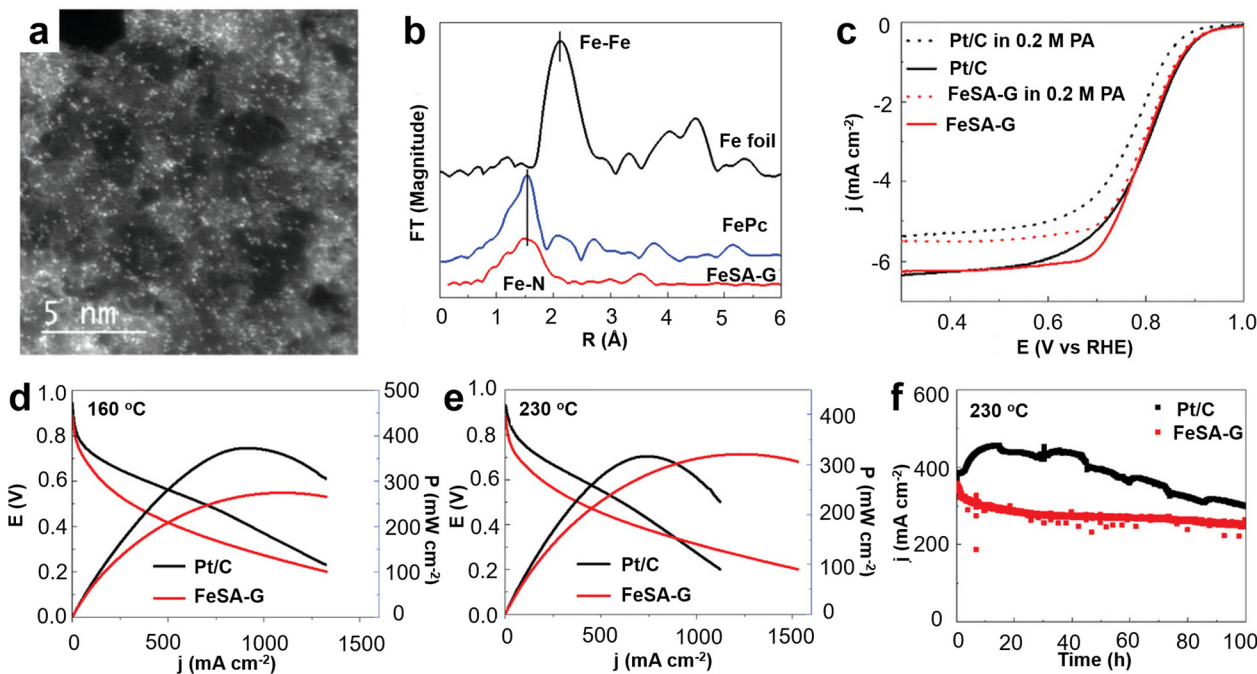 a
5 nm
b
Fe-Fe
Fe foil
FePc
FeSA-G
Fe-N
FT (Magnitude)
0 1 2 3 4 5 6
R (Å)
c
Pt/C in 0.2 M PA
Pt/C
FeSA-G in 0.2 M PA
FeSA-G
0
-2
-4
-6
j (mA cm-2)
0.4 0.6 0.8 1.0
E (V vs RHE)
d
160 °C
1.0
0.8
0.6
0.4
0.2
0.0
E (V)
500
400
300
200
100
0
P (mW cm-2)
Pt/C
FeSA-G
0 500 1000 1500
j (mA cm-2)
e
230 °C
1.0
0.8
0.6
0.4
0.2
0.0
E (V)
400
300
200
100
0
P (mW cm-2)
Pt/C
FeSA-G
0 500 1000 1500
j (mA cm-2)
f
230 °C
Pt/C
FeSA-G
600
400
200
0
j (mA cm-2)
0 20 40 60 80 100
Time (h)